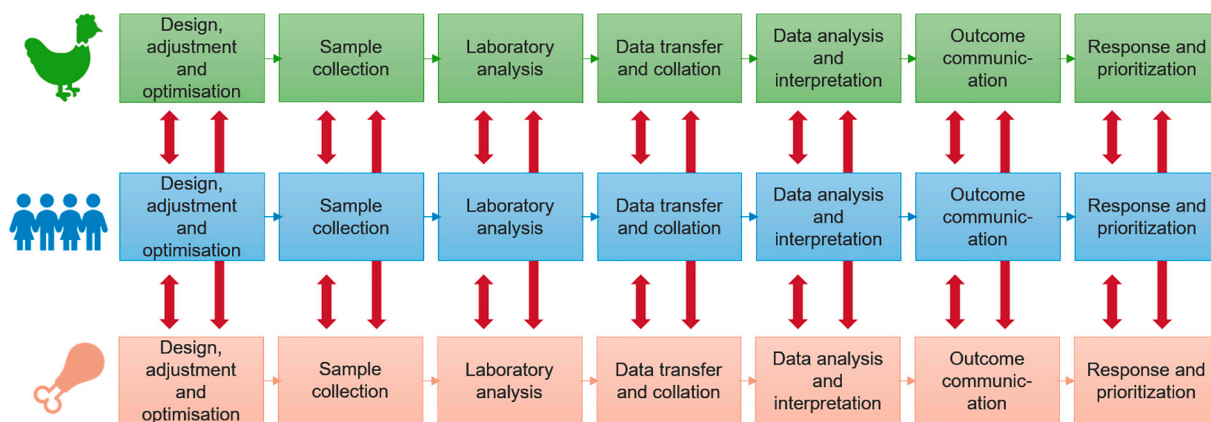 Design,
adjustment
and
optimisation
Sample
collection
Laboratory
analysis
Data transfer
and collation
Data analysis
and
interpretation
Outcome
communic-
ation
Response and
prioritization
Design,
adjustment
and
optimisation
Sample
collection
Laboratory
analysis
Data transfer
and collation
Data analysis
and
interpretation
Outcome
communic-
ation
Response and
prioritization
Design,
adjustment
and
optimisation
Sample
collection
Laboratory
analysis
Data transfer
and collation
Data analysis
and
interpretation
Outcome
communic-
ation
Response and
prioritization